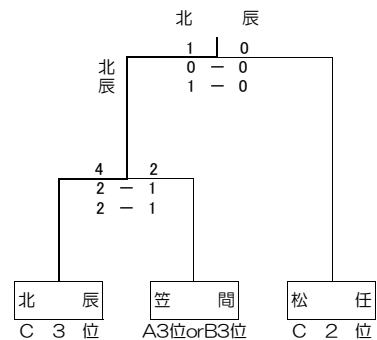 北 辰
1 0
0 － 0
1 － 0
北辰
4 2
2 － 1
2 － 1
北 辰
笠 間
松 任
C 3 位
A3位orB3位
C 2 位